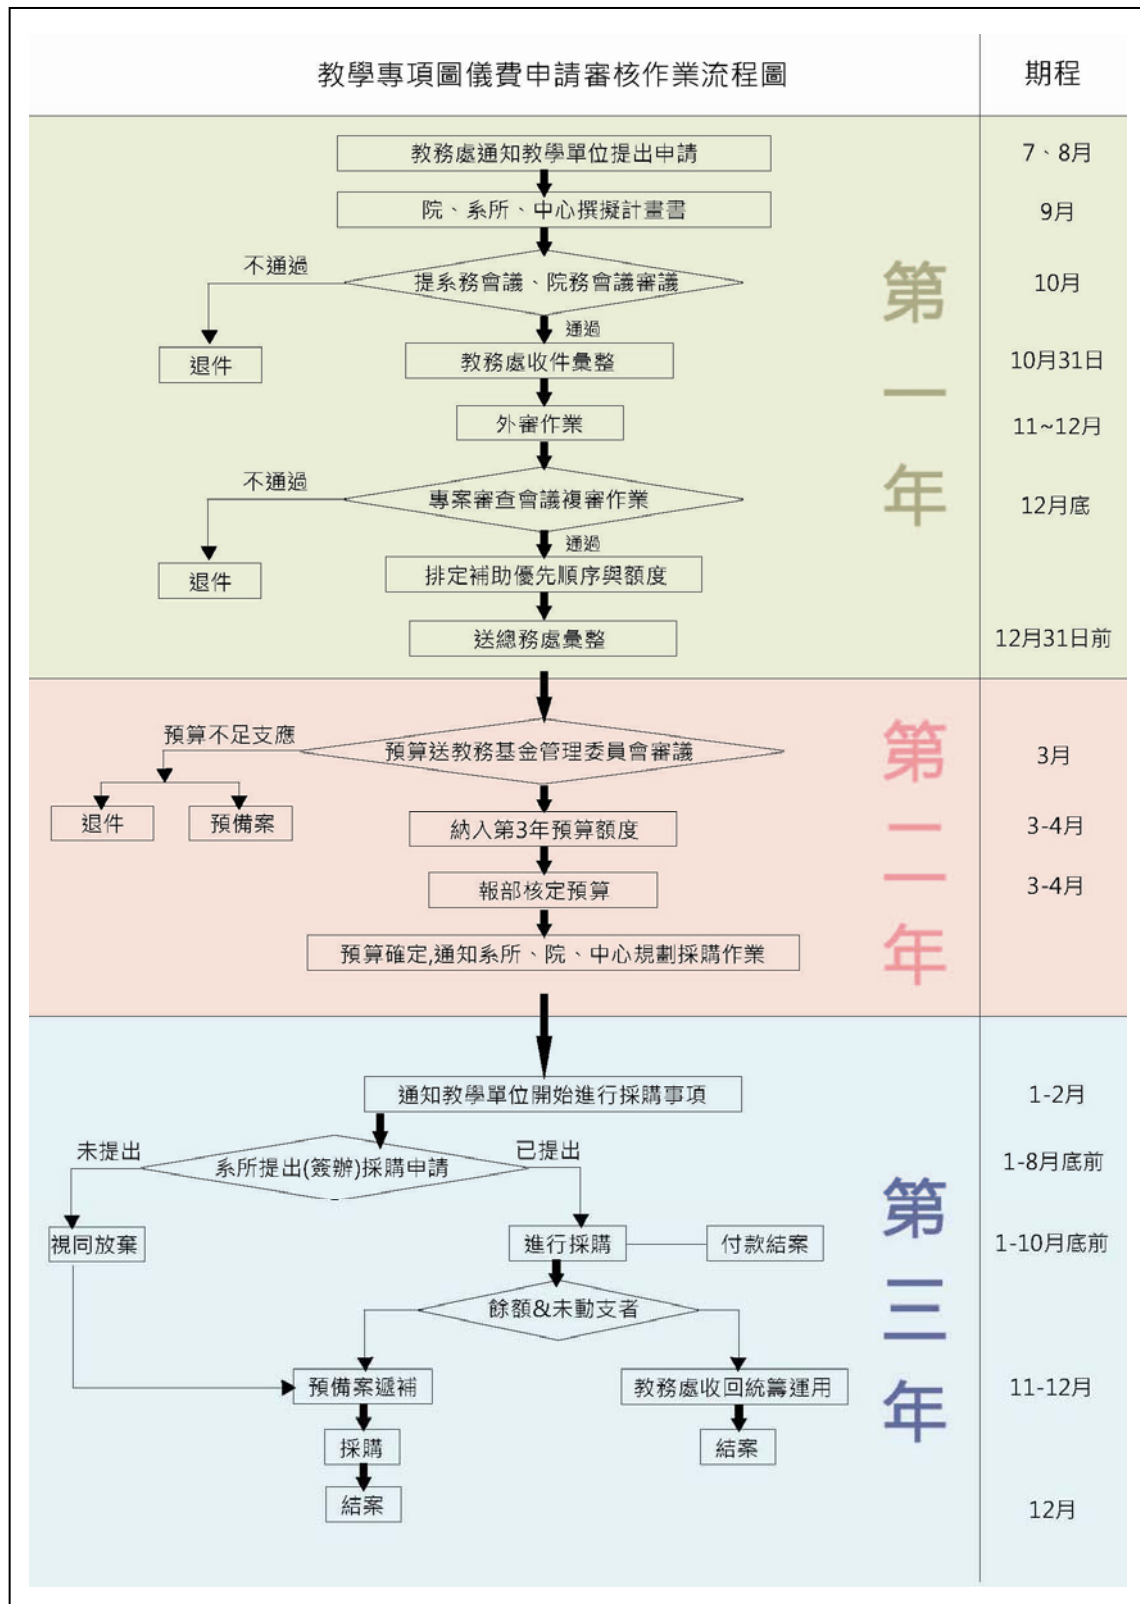 教學專項圖儀費申請審核作業流程圖
期程
教務處通知教學單位提出申請
7、8月
院、系所、中心撰擬計畫書
9月
不通過
提系務會議、院務會議審議
10月
通過
退件
教務處收件彙整
10月31日
外審作業
11~12月
不通過
專案審查會議複審作業
12月底
通過
退件
排定補助優先順序與額度
送總務處彙整
12月31日前
第一年
預算不足支應
預算送教務基金管理委員會審議
3月
退件
預備案
納入第3年預算額度
3-4月
報部核定預算
3-4月
預算確定,通知系所、院、中心規劃採購作業
第二年
通知教學單位開始進行採購事項
1-2月
未提出
系所提出(簽辦)採購申請
已提出
1-8月底前
視同放棄
進行採購
付款結案
1-10月底前
餘額&未動支者
預備案遞補
教務處收回統籌運用
11-12月
採購
結案
結案
12月
第三年